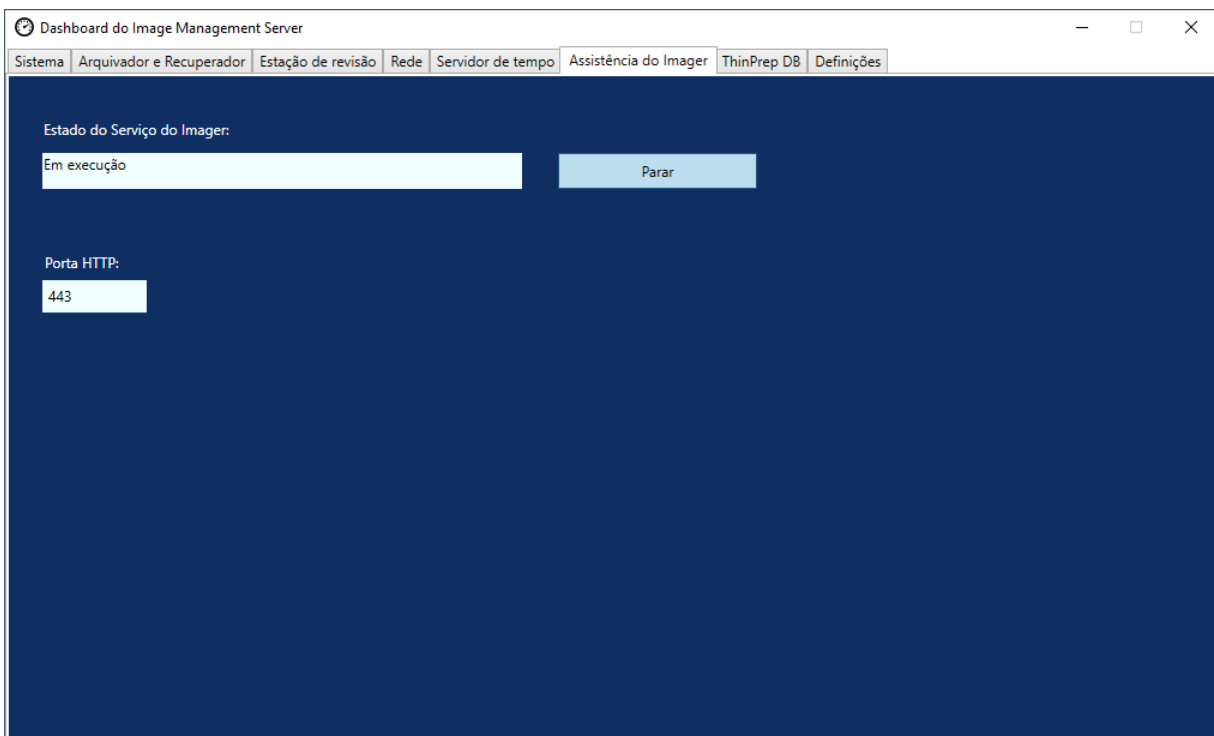 Dashboard do Image Management Server
Sistema Arquivador e Recuperador Estação de revisão Rede Servidor de tempo Assistência do Imager ThinPrep DB Definições
Estado do Serviço do Imager:
Em execução Parar
Porta HTTP:
443